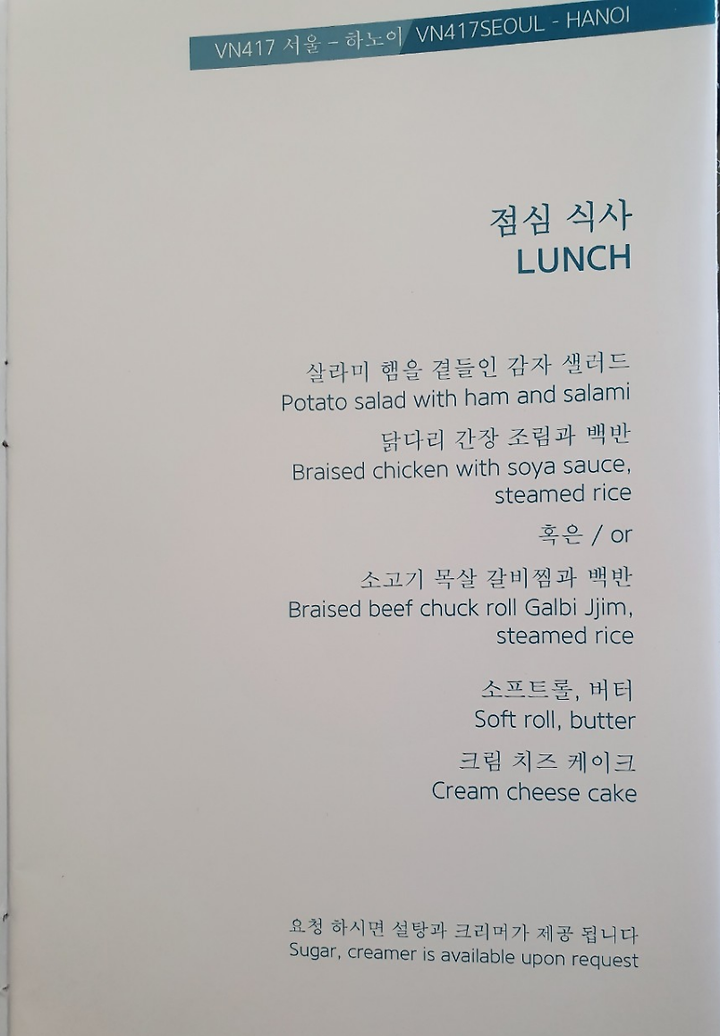 VN417 서울 - 하노이 VN417SEOUL - HANOI
점심 식사
LUNCH
살라미 햄을 곁들인 감자 샐러드
Potato salad with ham and salami
닭다리 간장 조림과 백반
Braised chicken with soya sauce,
steamed rice
혹은 / or
소고기 목살 갈비찜과 백반
Braised beef chuck roll Galbi Jjim,
steamed rice
소프트롤, 버터
Soft roll, butter
크림 치즈 케이크
Cream cheese cake
요청 하시면 설탕과 크리머가 제공 됩니다
Sugar, creamer is available upon request